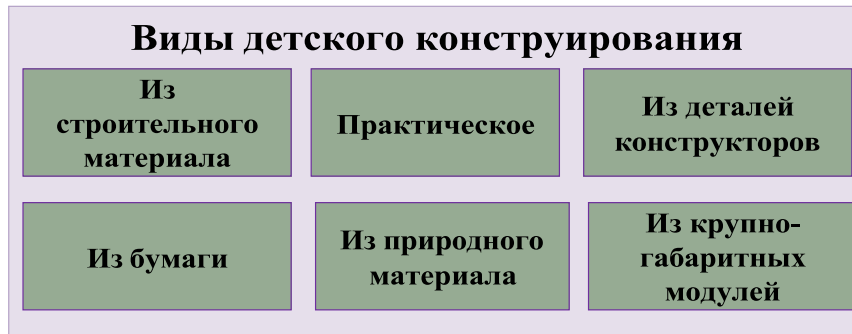 Виды детского конструирования
Из
строительного
материала
Практическое
Из деталей
конструкторов
Из бумаги
Из природного
материала
Из крупно-
габаритных
модулей